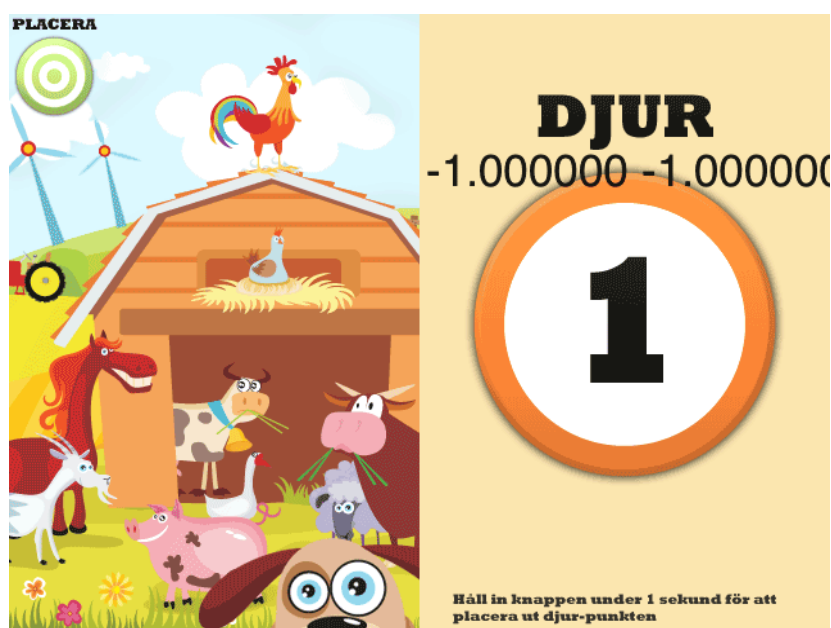 PLACERA
DJUR
-1.000000 -1.000000
1
Håll in knappen under 1 sekund för att
placera ut djur-punkten